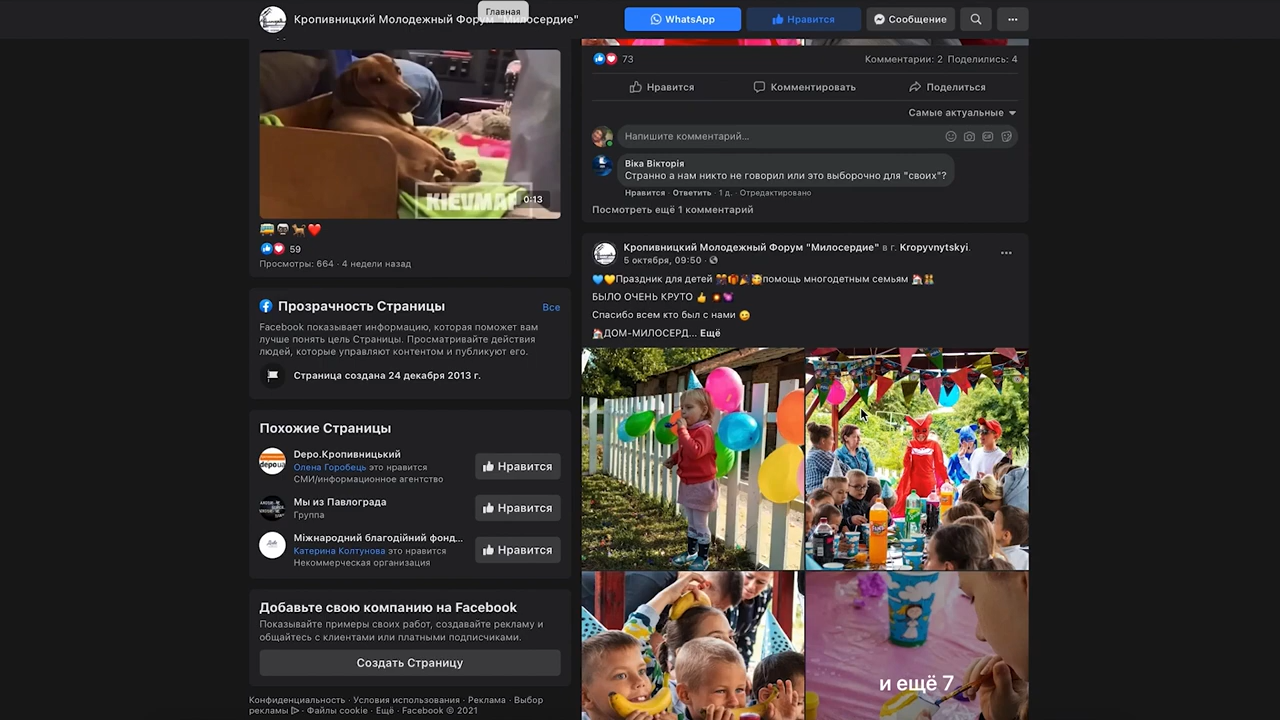 Главная
Кропивницкий Молодежный Форум "Милосердие"
WhatsApp
Нравится
Сообщение
KIEVMAP
0:13
59
Просмотры: 664 · 4 недели назад
Прозрачность Страницы
Все
Facebook показывает информацию, которая поможет вам
лучше понять цель Страницы. Просматривайте действия
людей, которые управляют контентом и публикуют его.
Страница создана 24 декабря 2013 г.
Похожие Страницы
depo.ua
Depo.Кропивницький
Олена Горобець это нравится
СМИ/информационное агентство
Нравится
Мы из Павлограда
Группа
Нравится
Міжнародний благодійний фонд...
Катерина Колтунова это нравится
Некоммерческая организация
Нравится
Добавьте свою компанию на Facebook
Показывайте примеры своих работ, создавайте рекламу и
общайтесь с клиентами или платными подписчиками.
Создать Страницу
Конфиденциальность · Условия использования · Реклама · Выбор
рекламы · Файлы cookie · Ещё · Facebook © 2021
73
Комментарии: 2 Поделились: 4
Нравится
Комментировать
Поделиться
Самые актуальные
Напишите комментарий...
GIF
Віка Вікторія
Странно а нам никто не говорил или это выборочно для "своих"?
Нравится · Ответить · 1 д. · Отредактировано
Посмотреть ещё 1 комментарий
Кропивницкий Молодежный Форум "Милосердие" в г. Kropyvnytskyi.
5 октября, 09:50 ·
💙💛Праздник для детей 🎊🎁🎉🥰помощь многодетным семьям 🏠👫
БЫЛО ОЧЕНЬ КРУТО 👍 💥💓
Спасибо всем кто был с нами 😊
🏠ДОМ-МИЛОСЕРД... Ещё
Fanta
и ещё 7